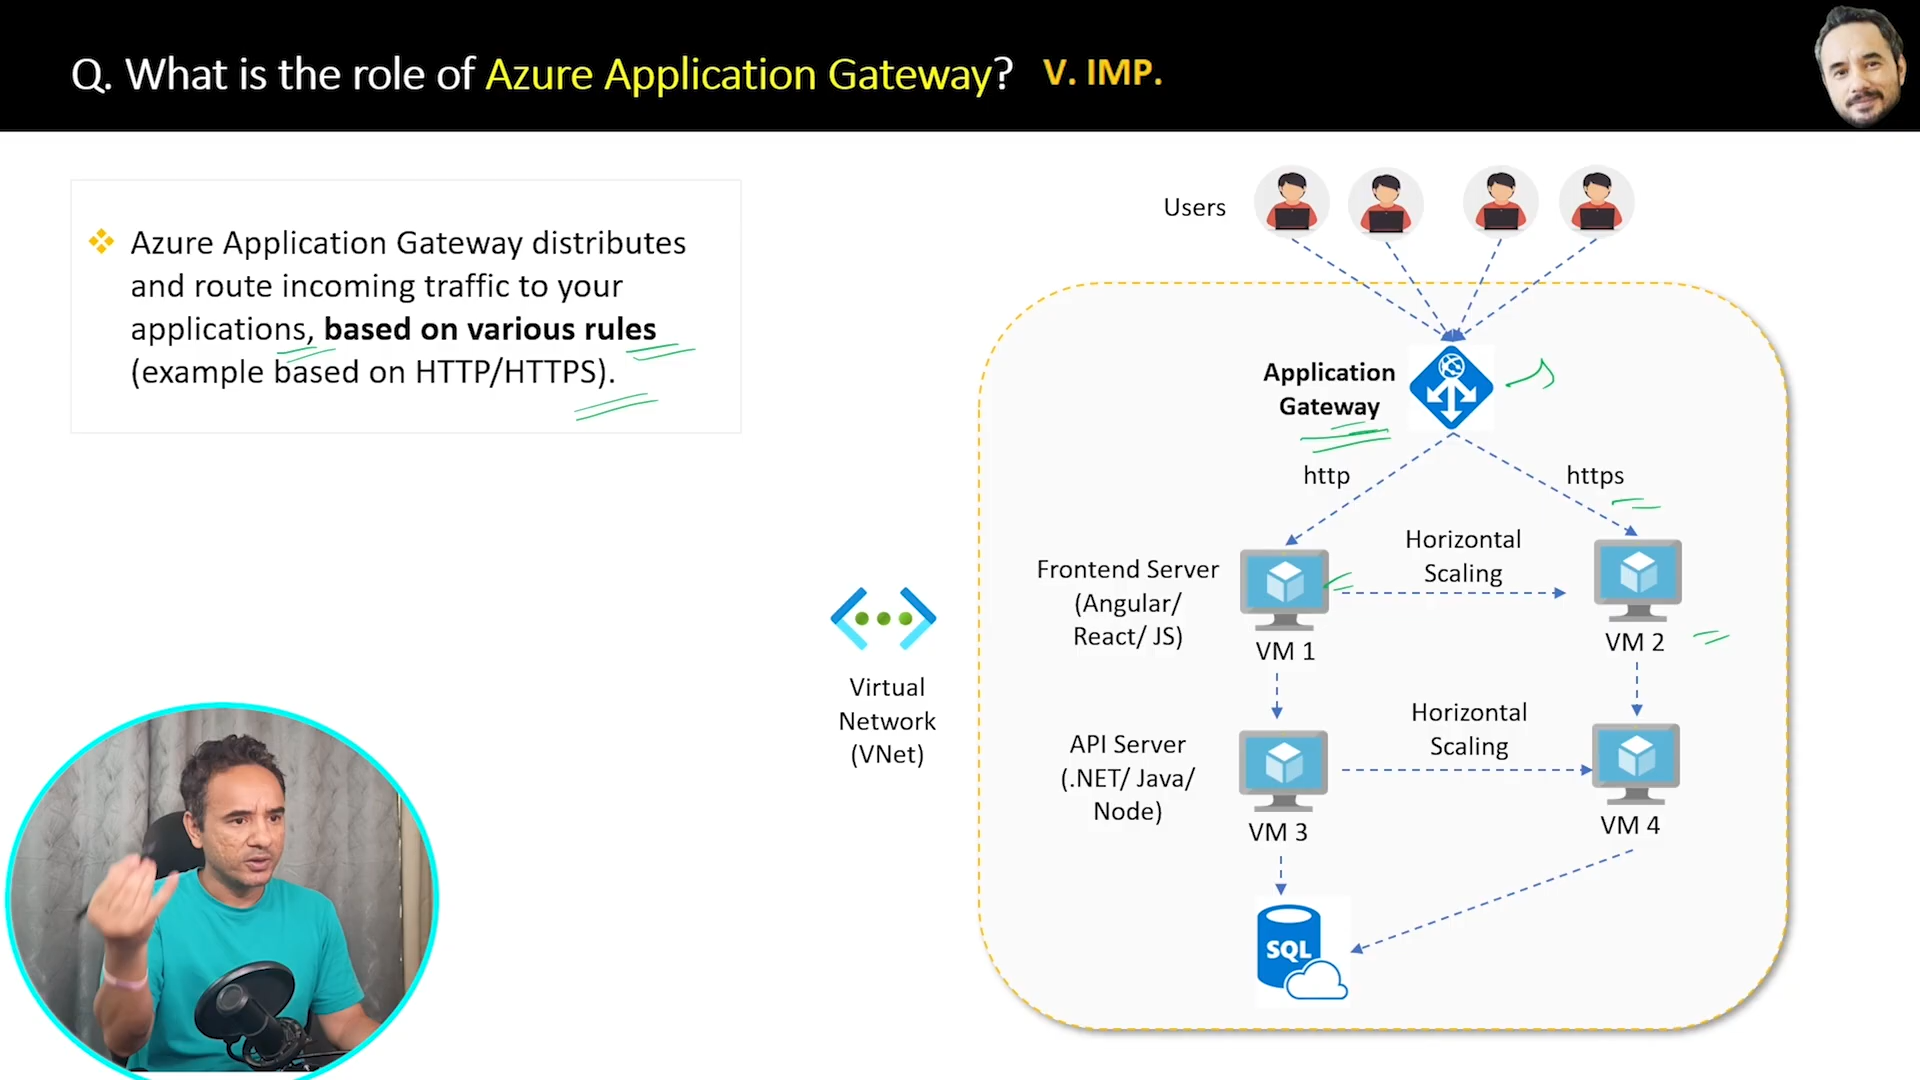 Q. What is the role of Azure Application Gateway? V. IMP.
Azure Application Gateway distributes
and route incoming traffic to your
applications, based on various rules
(example based on HTTP/HTTPS).
Users
Application
Gateway
http
https
Frontend Server
(Angular/
React/ JS)
Horizontal
Scaling
VM 1
VM 2
Virtual
Network
(VNet)
API Server
(.NET/ Java/
Node)
Horizontal
Scaling
VM 3
VM 4
SQL